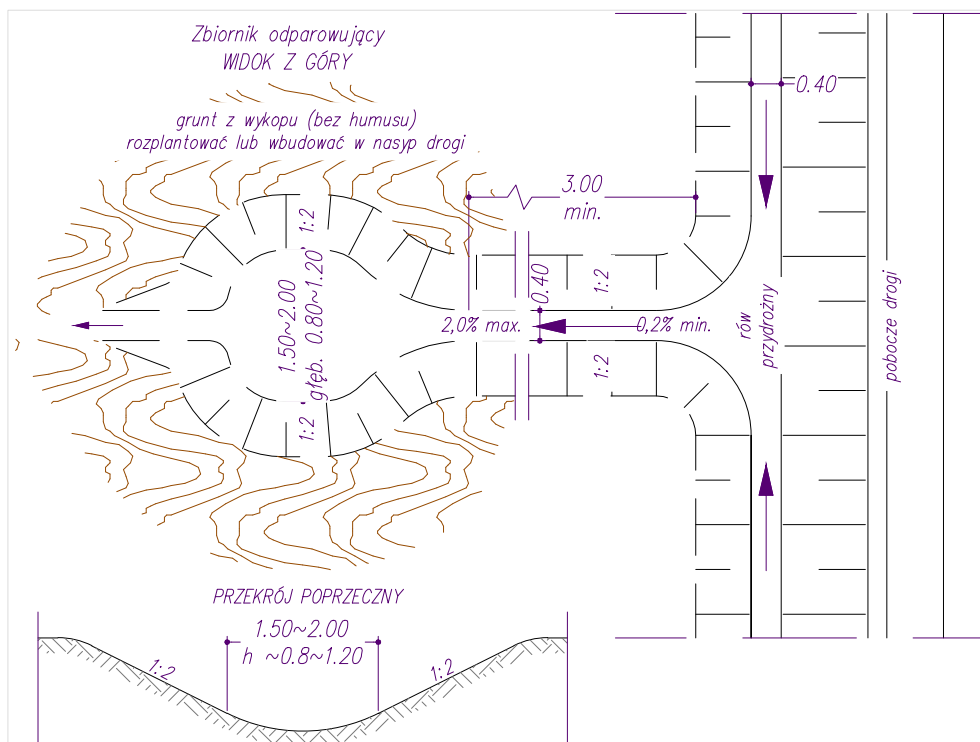 Zbiornik odparowujący
WIDOK Z GÓRY
grunt z wykopu (bez humusu)
rozplantować lub wbudować w nasyp drogi
0.40
3.00
min.
1:2
1.50~2.00
głęb. 0.80~1.20
1:2
0.40
1:2
2,0% max.
0,2% min.
1:2
rów
przydrożny
pobocze drogi
PRZEKRÓJ POPRZECZNY
1.50~2.00
h ~0.8~1.20
1:2
1:2